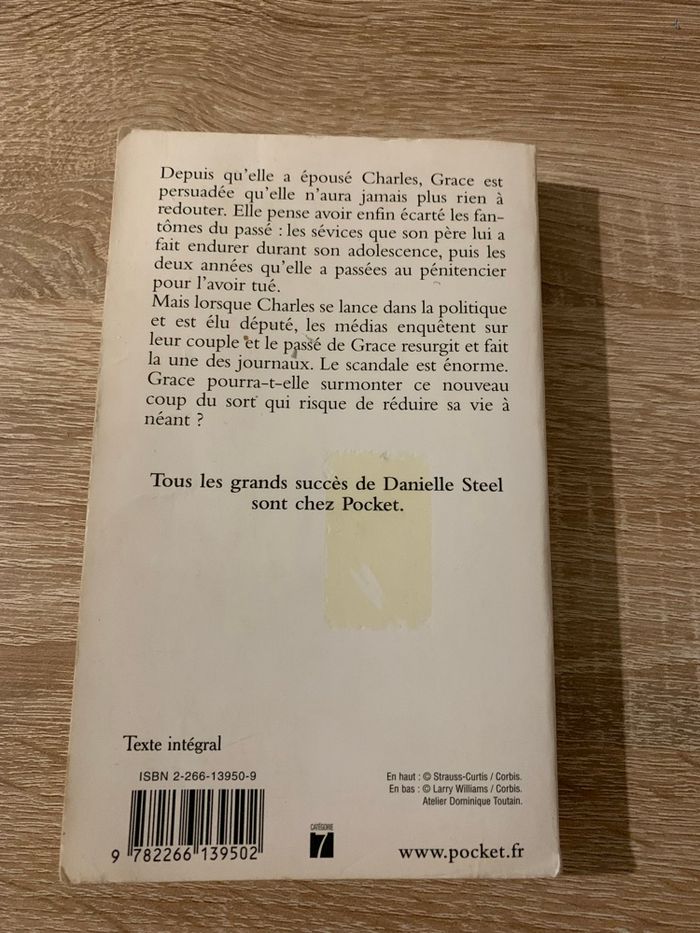 Depuis qu'elle a épousé Charles, Grace est
persuadée qu'elle n'aura jamais plus rien à
redouter. Elle pense avoir enfin écarté les fan-
tômes du passé : les sévices que son père lui a
fait endurer durant son adolescence, puis les
deux années qu'elle a passées au pénitencier
pour l'avoir tué.
Mais lorsque Charles se lance dans la politique
et est élu député, les médias enquêtent sur
leur couple et le passé de Grace resurgit et fait
la une des journaux. Le scandale est énorme.
Grace pourra-t-elle surmonter ce nouveau
coup du sort qui risque de réduire sa vie à
néant ?
Tous les grands succès de Danielle Steel
sont chez Pocket.
Texte intégral
ISBN 2-266-13950-9
9 782266 139502
CATÉGORIE
7
En haut : © Strauss-Curtis / Corbis.
En bas : © Larry Williams / Corbis.
Atelier Dominique Toutain.
www.pocket.fr